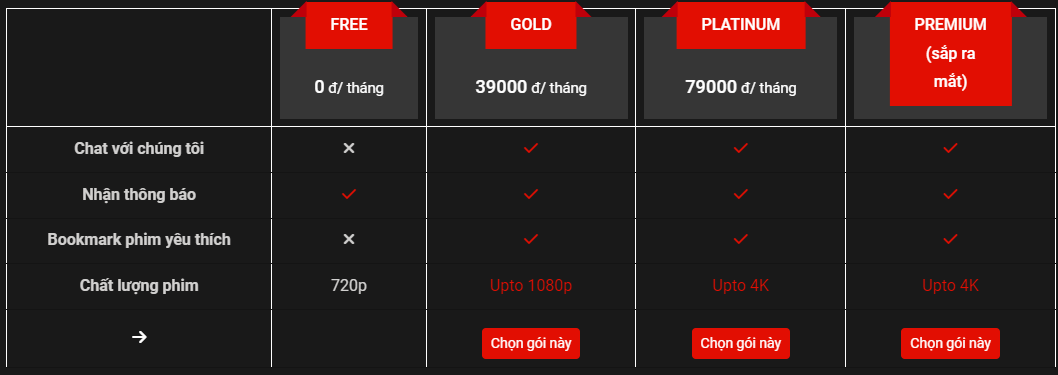 FREE GOLD PLATINUM PREMIUM
(sắp ra
mắt)
0 đ/ tháng 39000 đ/ tháng 79000 đ/ tháng
Chat với chúng tôi
Nhận thông báo
Bookmark phim yêu thích
Chất lượng phim 720p Upto 1080p Upto 4K Upto 4K
Chọn gói này Chọn gói này Chọn gói này